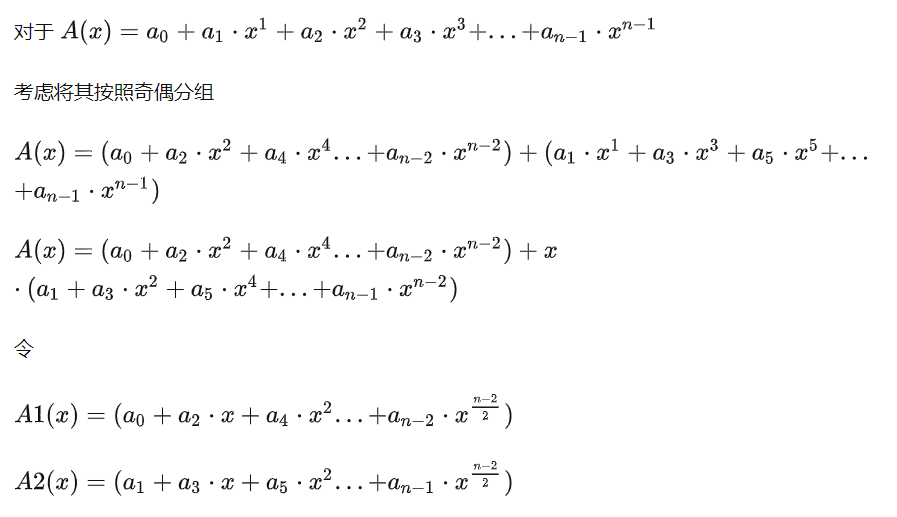 对于 $A(x) = a_0 + a_1 \cdot x^1 + a_2 \cdot x^2 + a_3 \cdot x^3 + \ldots + a_{n-1} \cdot x^{n-1}$
考虑将其按照奇偶分组
$A(x) = (a_0 + a_2 \cdot x^2 + a_4 \cdot x^4 \ldots + a_{n-2} \cdot x^{n-2}) + (a_1 \cdot x^1 + a_3 \cdot x^3 + a_5 \cdot x^5 + \ldots$
$+ a_{n-1} \cdot x^{n-1})$
$A(x) = (a_0 + a_2 \cdot x^2 + a_4 \cdot x^4 \ldots + a_{n-2} \cdot x^{n-2}) + x$
$\cdot (a_1 + a_3 \cdot x^2 + a_5 \cdot x^4 + \ldots + a_{n-1} \cdot x^{n-2})$
令
$A1(x) = (a_0 + a_2 \cdot x + a_4 \cdot x^2 \ldots + a_{n-2} \cdot x^{\frac{n-2}{2}})$
$A2(x) = (a_1 + a_3 \cdot x + a_5 \cdot x^2 \ldots + a_{n-1} \cdot x^{\frac{n-2}{2}})$